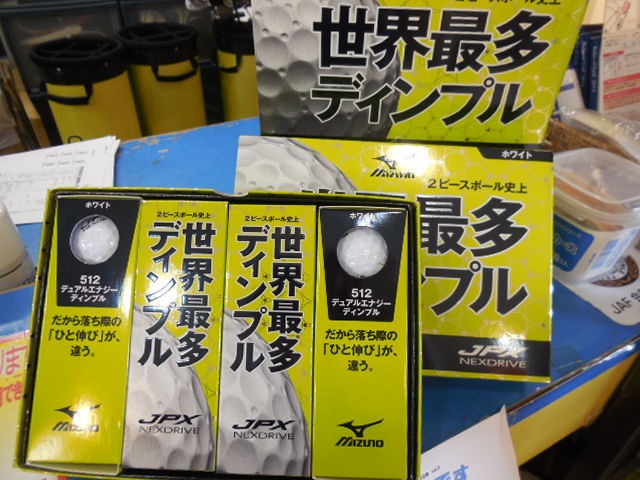 2ピースボール史上
世界最多
ディンプル
MIZUNO
ホワイト
2ピースボール史上
最多
プル
JPX
NEXDRIVE
ホワイト
512
デュアルエナジー
ディンプル
だから落ち際の
「ひと伸び」が、
違う。
MIZUNO
2ピースボール史上
世界最多
ディンプル
JPX
NEXDRIVE
2ピースボール史上
世界最多
ディンプル
JPX
NEXDRIVE
ホワイト
512
デュアルエナジー
ディンプル
だから落ち際の
「ひと伸び」が、
違う。
MIZUNO
JAF
です